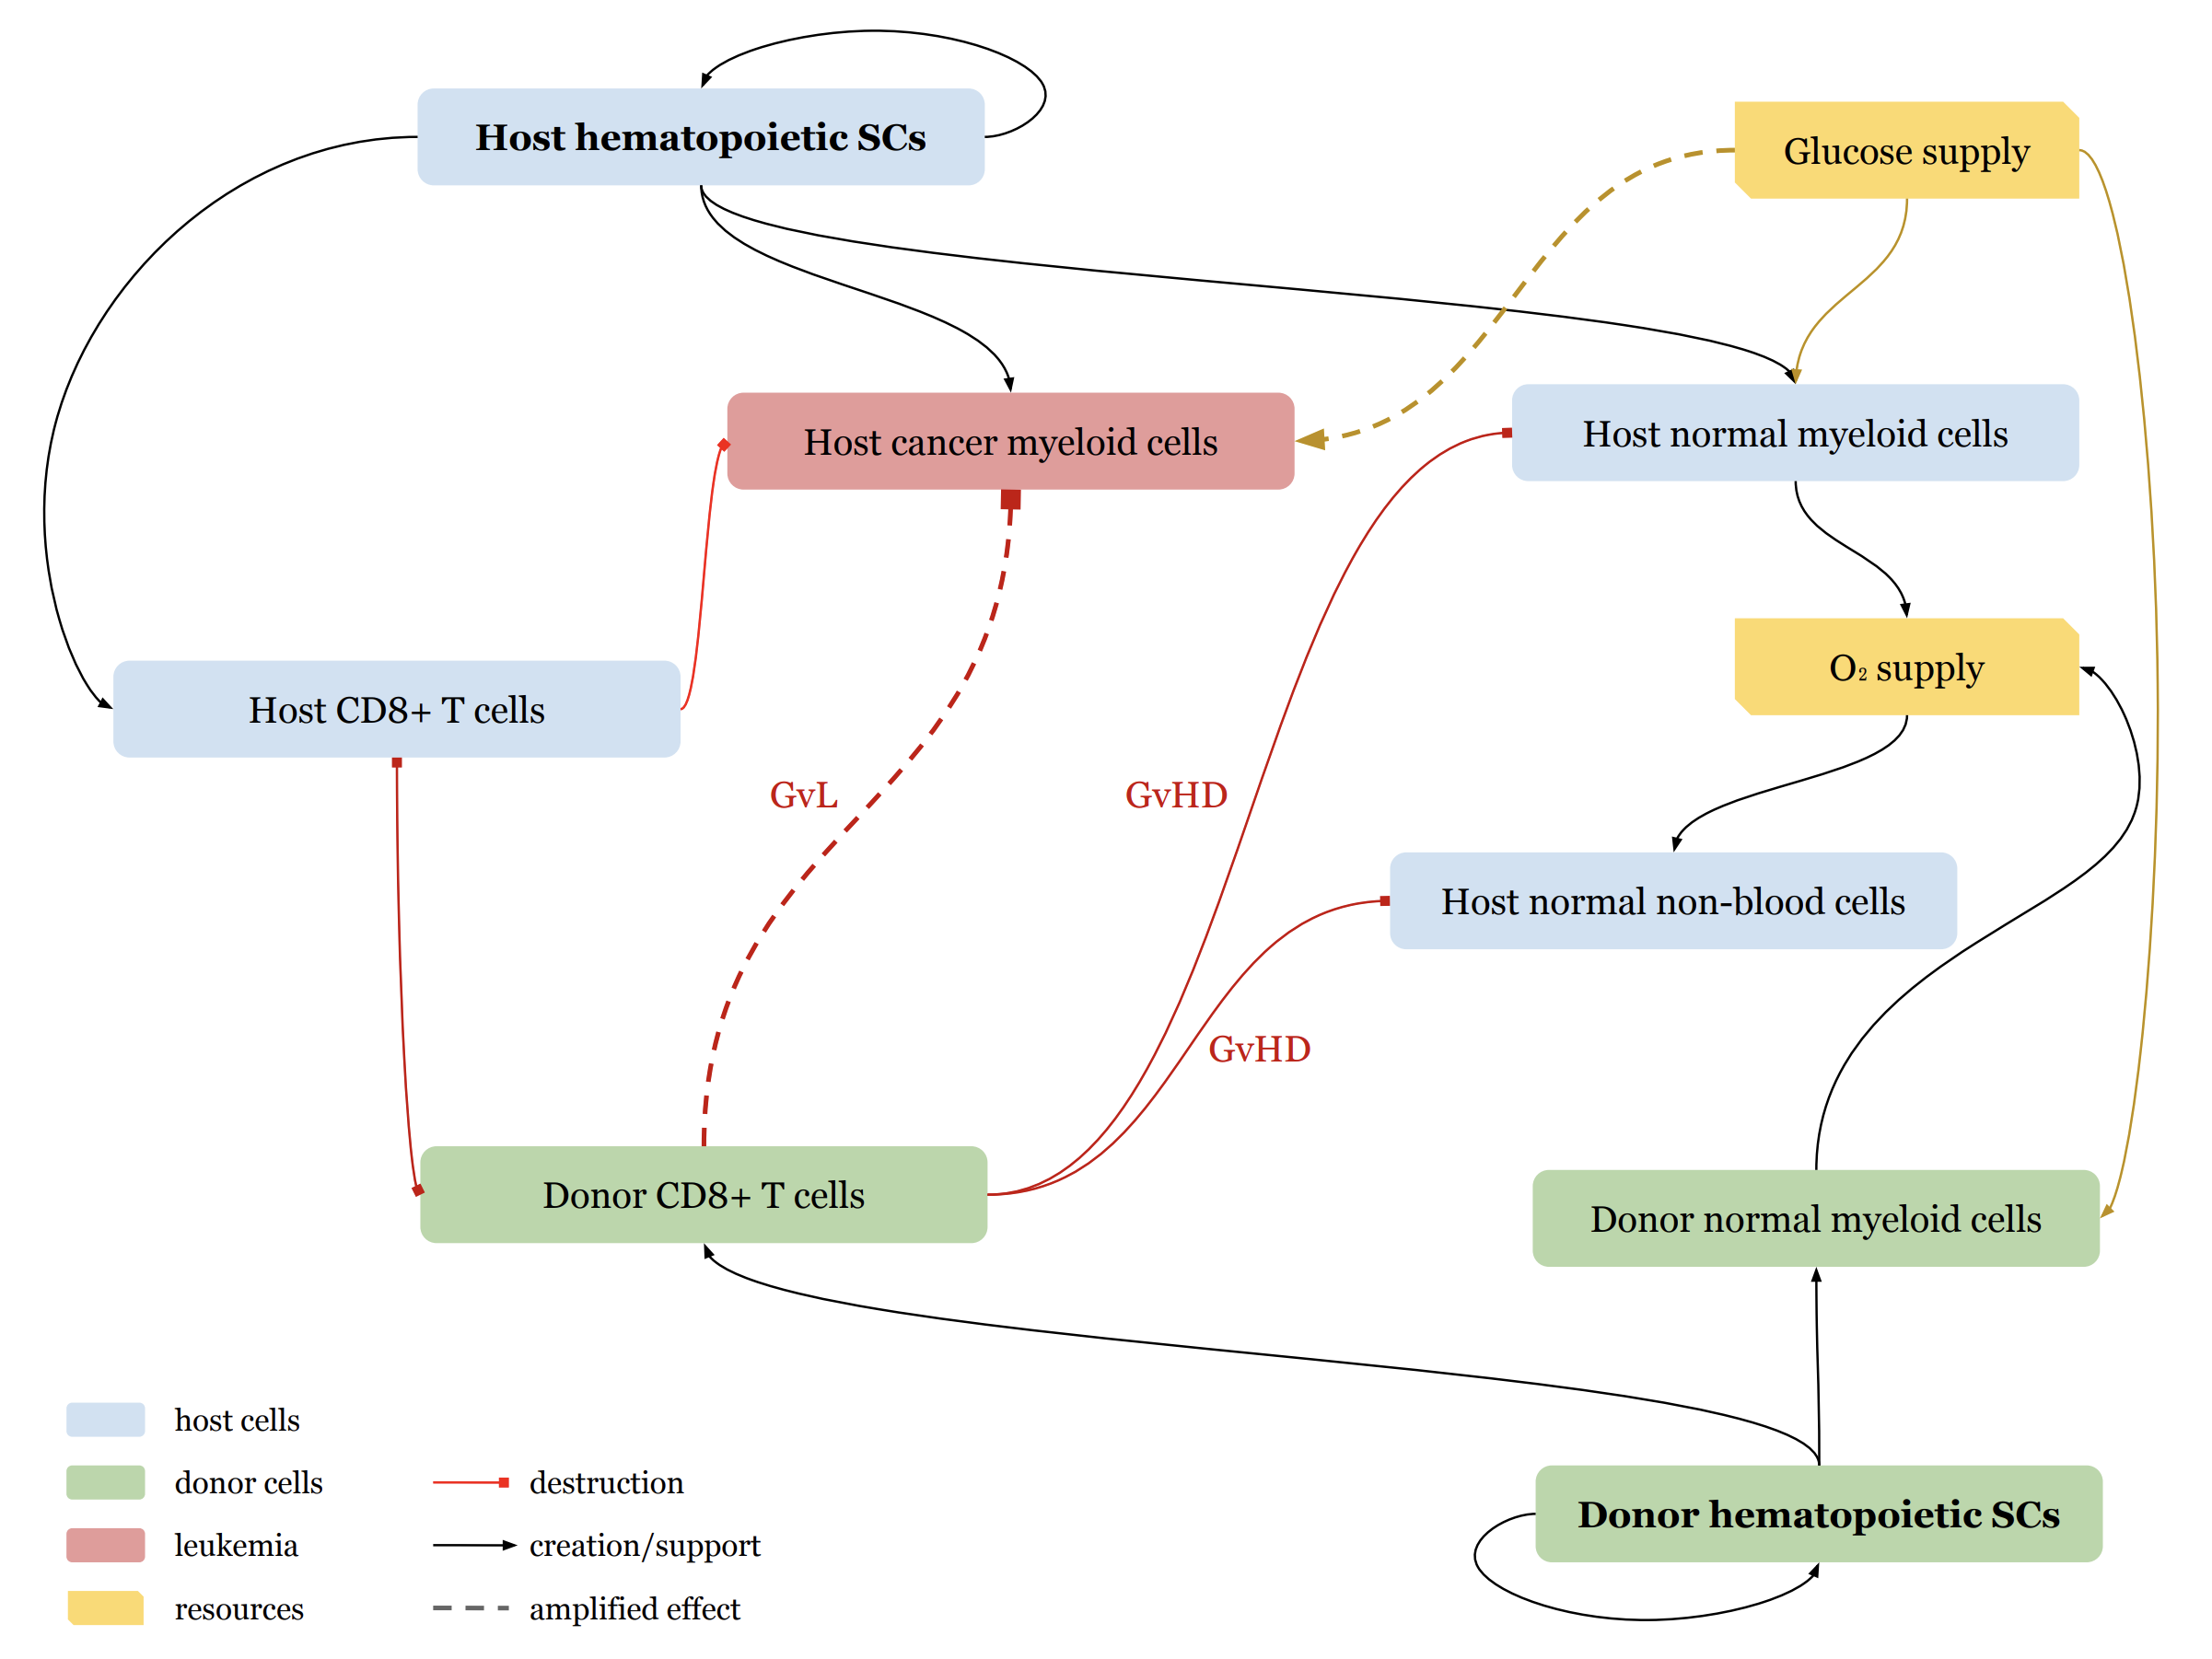 Host hematopoietic SCs
Glucose supply
Host cancer myeloid cells
Host normal myeloid cells
O₂ supply
Host CD8+ T cells
GvL
GvHD
Host normal non-blood cells
GvHD
Donor CD8+ T cells
Donor normal myeloid cells
Donor hematopoietic SCs
host cells
donor cells
leukemia
resources
destruction
creation/support
amplified effect